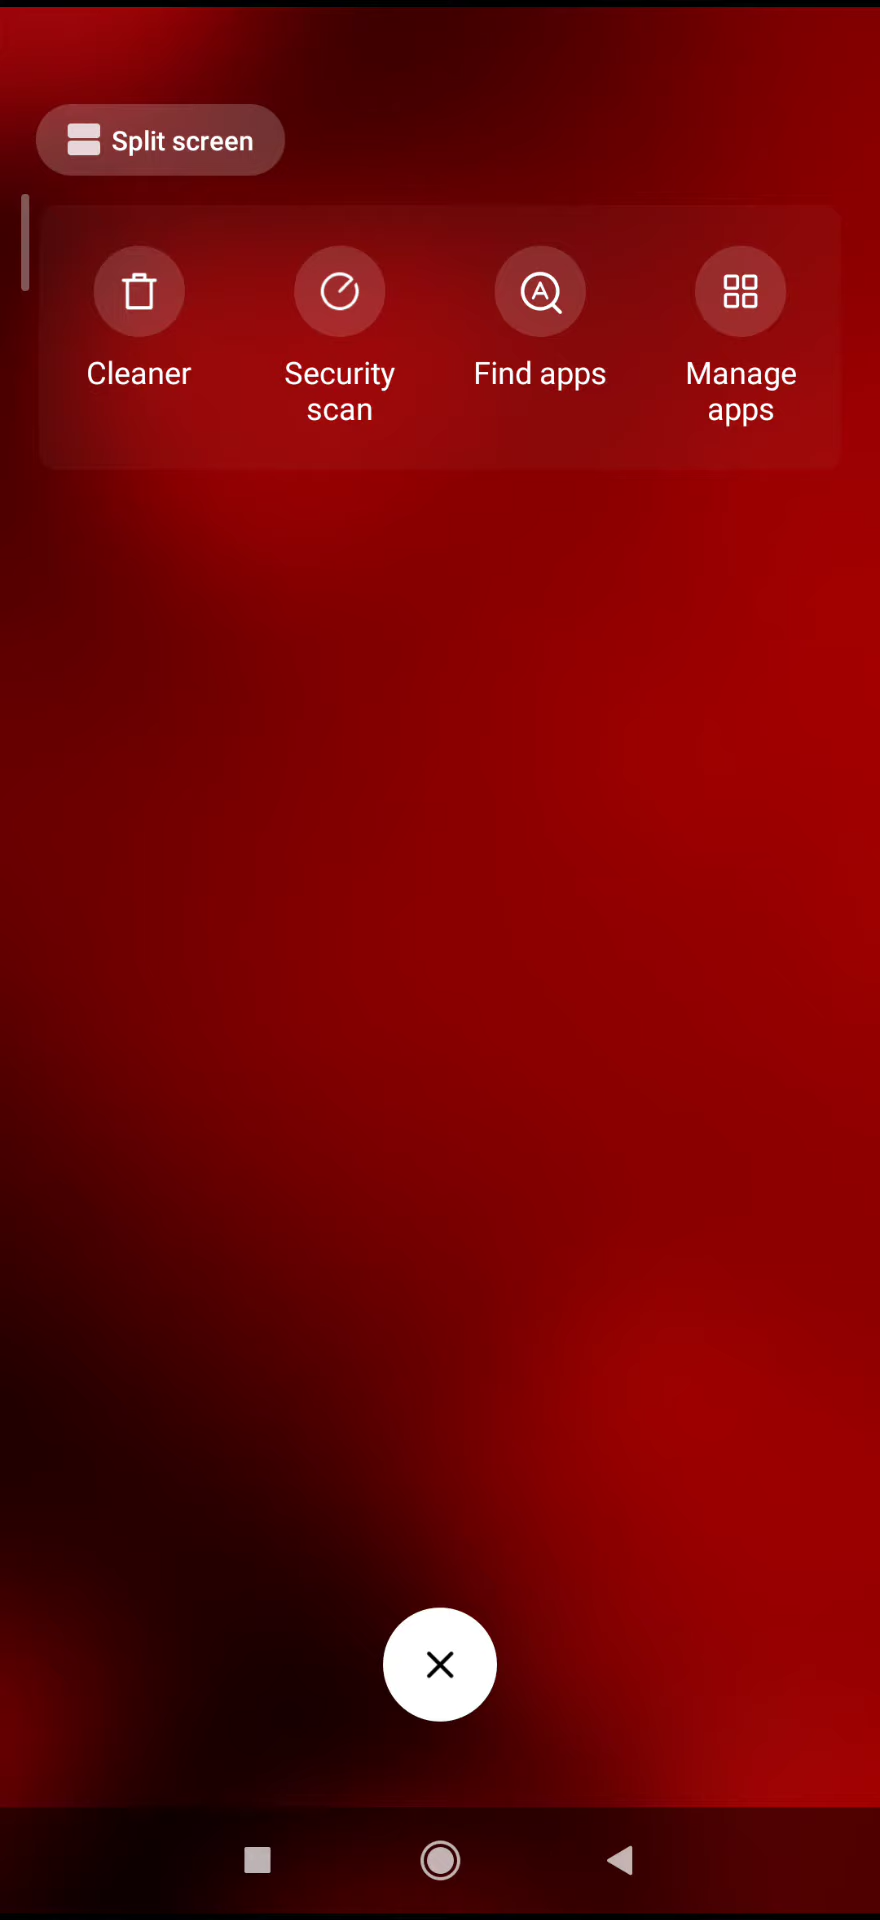 Split screen
Cleaner
Security
scan
Find apps
Manage
apps